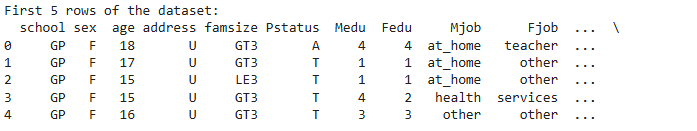 First 5 rows of the dataset:
  school sex  age address famsize Pstatus  Medu  Fedu     Mjob      Fjob  ...  \
0     GP   F   18       U     GT3       A     4     4  at_home   teacher  ...
1     GP   F   17       U     GT3       T     1     1  at_home     other  ...
2     GP   F   15       U     LE3       T     1     1  at_home     other  ...
3     GP   F   15       U     GT3       T     4     2   health  services  ...
4     GP   F   16       U     GT3       T     3     3    other     other  ...